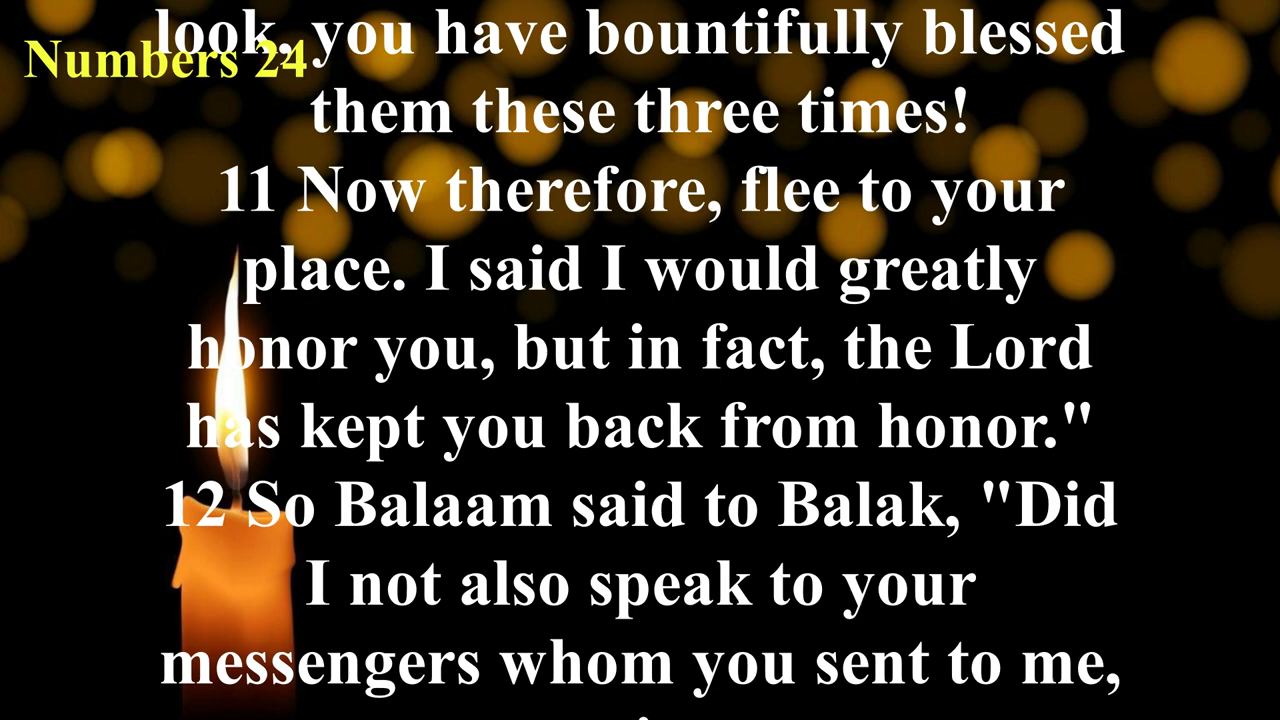 look, you have bountifully blessed
Numbers 24
them these three times!
11 Now therefore, flee to your
place. I said I would greatly
honor you, but in fact, the Lord
has kept you back from honor."
12 So Balaam said to Balak, "Did
I not also speak to your
messengers whom you sent to me,